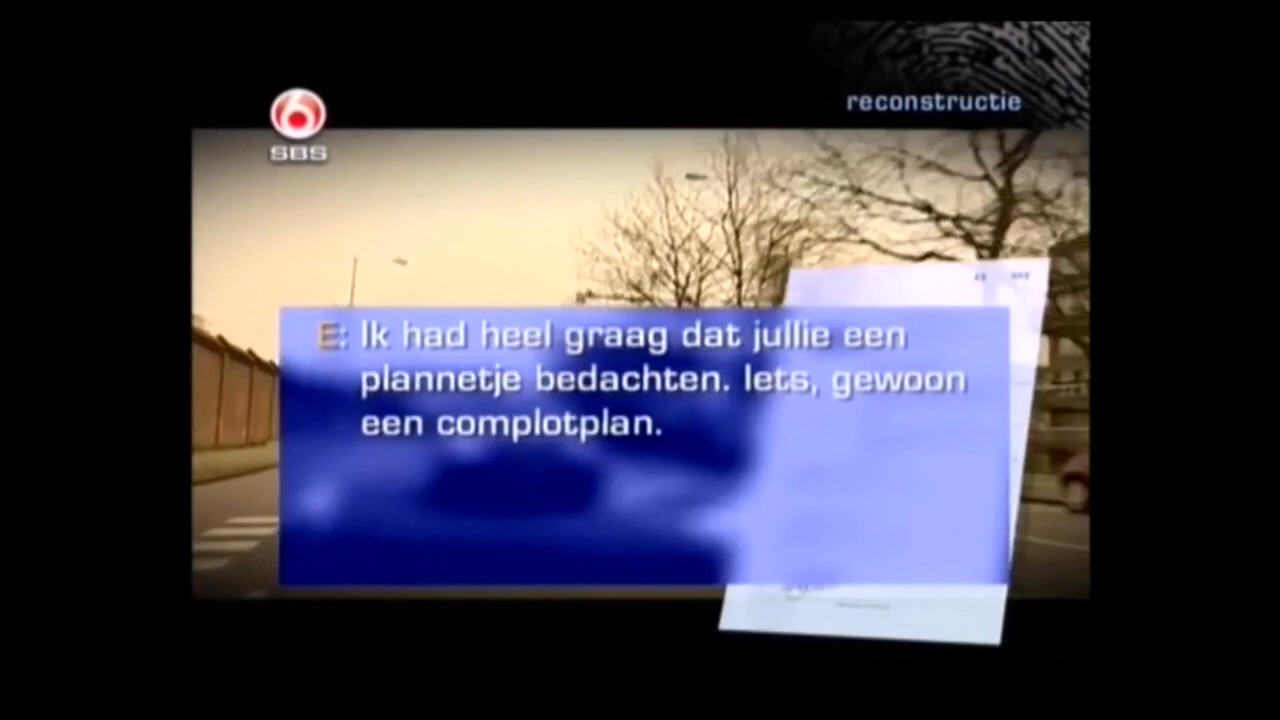 reconstructie
SBS
E: Ik had heel graag dat jullie een
plannetje bedachten. Iets, gewoon
een complotplan.